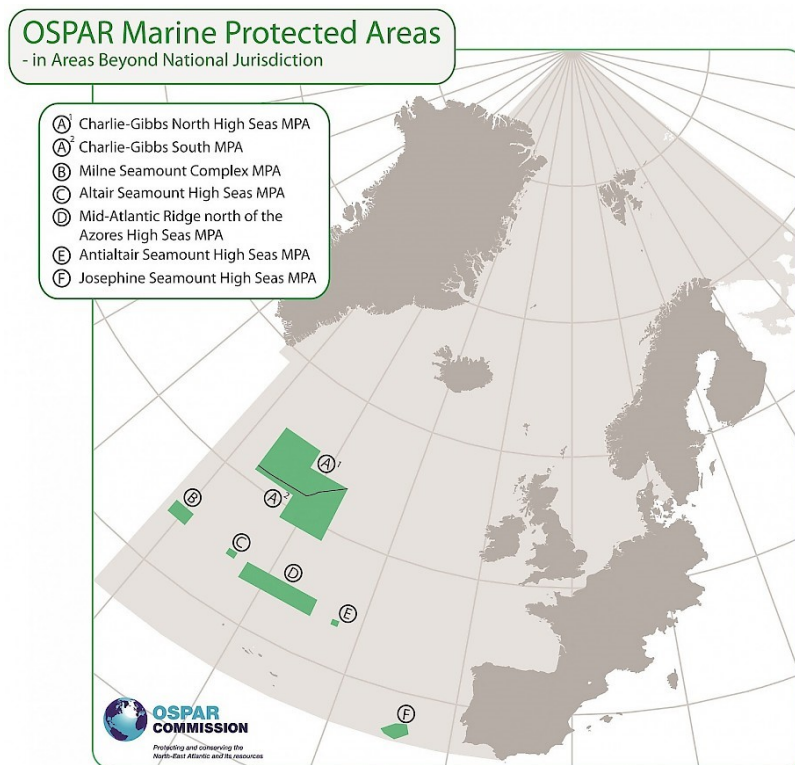 OSPAR Marine Protected Areas
- in Areas Beyond National Jurisdiction
A¹ Charlie-Gibbs North High Seas MPA
A² Charlie-Gibbs South MPA
B Milne Seamount Complex MPA
C Altair Seamount High Seas MPA
D Mid-Atlantic Ridge north of the
Azores High Seas MPA
E Antialtair Seamount High Seas MPA
F Josephine Seamount High Seas MPA
A¹
A²
B
C
D
E
F
OSPAR
COMMISSION
Protecting and conserving the
North-East Atlantic and its resources